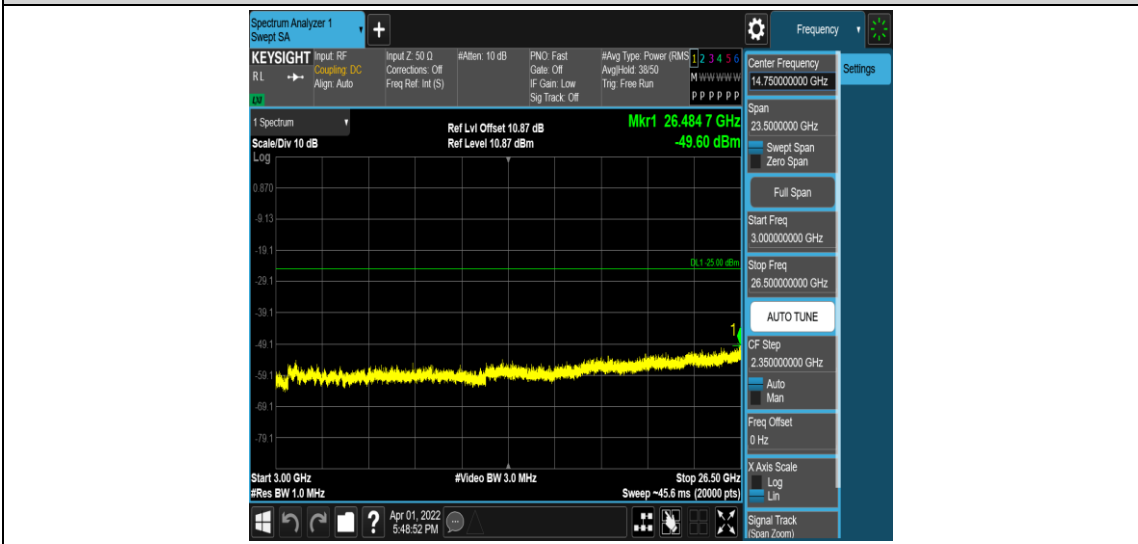 Spectrum Analyzer 1
Swept SA
+
Frequency
KEYSIGHT
RL
LXI
Input: RF
Coupling: DC
Align: Auto
Input Z: 50 Ω
Corrections: Off
Freq Ref: Int (S)
#Atten: 10 dB
PNO: Fast
Gate: Off
IF Gain: Low
Sig Track: Off
#Avg Type: Power (RMS
Avg|Hold: 38/50
Trig: Free Run
1 2 3 4 5 6
M W W W W W
P P P P P P
Center Frequency
14.750000000 GHz
Settings
Span
23.5000000 GHz
Swept Span
Zero Span
Full Span
Start Freq
3.000000000 GHz
Stop Freq
26.500000000 GHz
AUTO TUNE
CF Step
2.350000000 GHz
Auto
Man
Freq Offset
0 Hz
X Axis Scale
Log
Lin
Signal Track
(Span Zoom)
1 Spectrum
Scale/Div 10 dB
Log
Ref Lvl Offset 10.87 dB
Ref Level 10.87 dBm
Mkr1 26.484 7 GHz
-49.60 dBm
0.870
-9.13
-19.1
DL1 -25.00 dBm
-29.1
-39.1
1
-49.1
-59.1
-69.1
-79.1
Start 3.00 GHz
#Video BW 3.0 MHz
Stop 26.50 GHz
#Res BW 1.0 MHz
Sweep ~45.6 ms (20000 pts)
?
Apr 01, 2022
5:48:52 PM